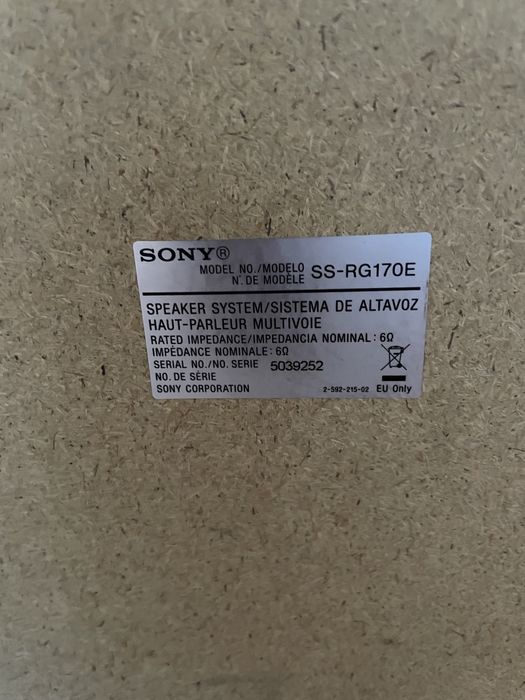 SONY®
MODEL NO./MODELO
N° DE MODÈLE SS-RG170E
SPEAKER SYSTEM/SISTEMA DE ALTAVOZ
HAUT-PARLEUR MULTIVOIE
RATED IMPEDANCE/IMPEDANCIA NOMINAL: 6Ω
IMPÉDANCE NOMINALE: 6Ω
SERIAL NO./NO. SERIE 5039252
NO. DE SÉRIE
SONY CORPORATION 2-592-215-02 EU Only